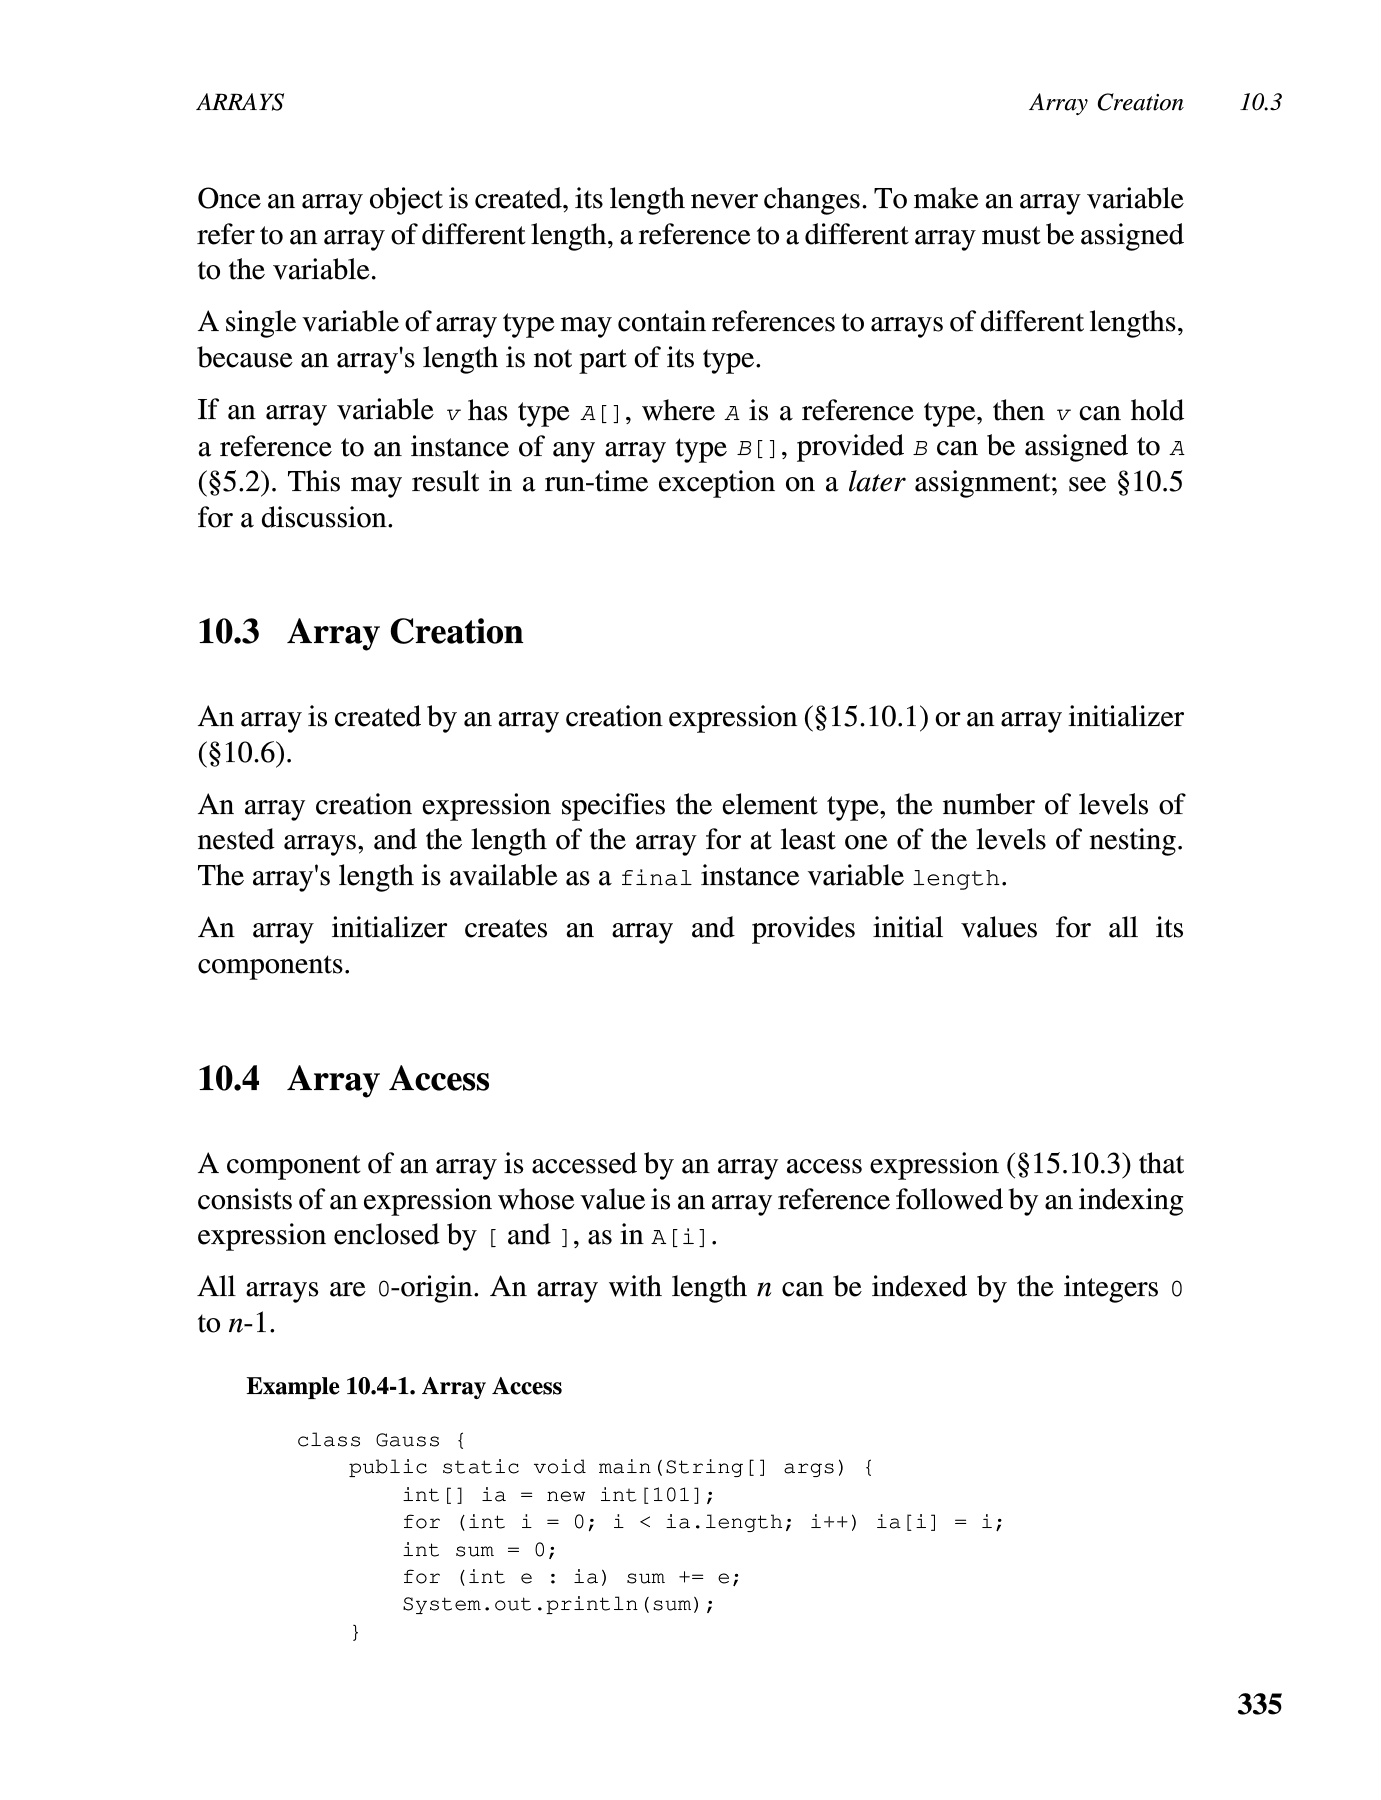 ARRAYS Array Creation 10.3
Once an array object is created, its length never changes. To make an array variable
refer to an array of different length, a reference to a different array must be assigned
to the variable.
A single variable of array type may contain references to arrays of different lengths,
because an array's length is not part of its type.
If an array variable v has type A[], where A is a reference type, then v can hold
a reference to an instance of any array type B[], provided B can be assigned to A
(§5.2). This may result in a run-time exception on a later assignment; see §10.5
for a discussion.
10.3 Array Creation
An array is created by an array creation expression (§15.10.1) or an array initializer
(§10.6).
An array creation expression specifies the element type, the number of levels of
nested arrays, and the length of the array for at least one of the levels of nesting.
The array's length is available as a final instance variable length.
An array initializer creates an array and provides initial values for all its
components.
10.4 Array Access
A component of an array is accessed by an array access expression (§15.10.3) that
consists of an expression whose value is an array reference followed by an indexing
expression enclosed by [ and ], as in A[i].
All arrays are 0-origin. An array with length n can be indexed by the integers 0
to n-1.
Example 10.4-1. Array Access
class Gauss {
    public static void main(String[] args) {
        int[] ia = new int[101];
        for (int i = 0; i < ia.length; i++) ia[i] = i;
        int sum = 0;
        for (int e : ia) sum += e;
        System.out.println(sum);
    }
335